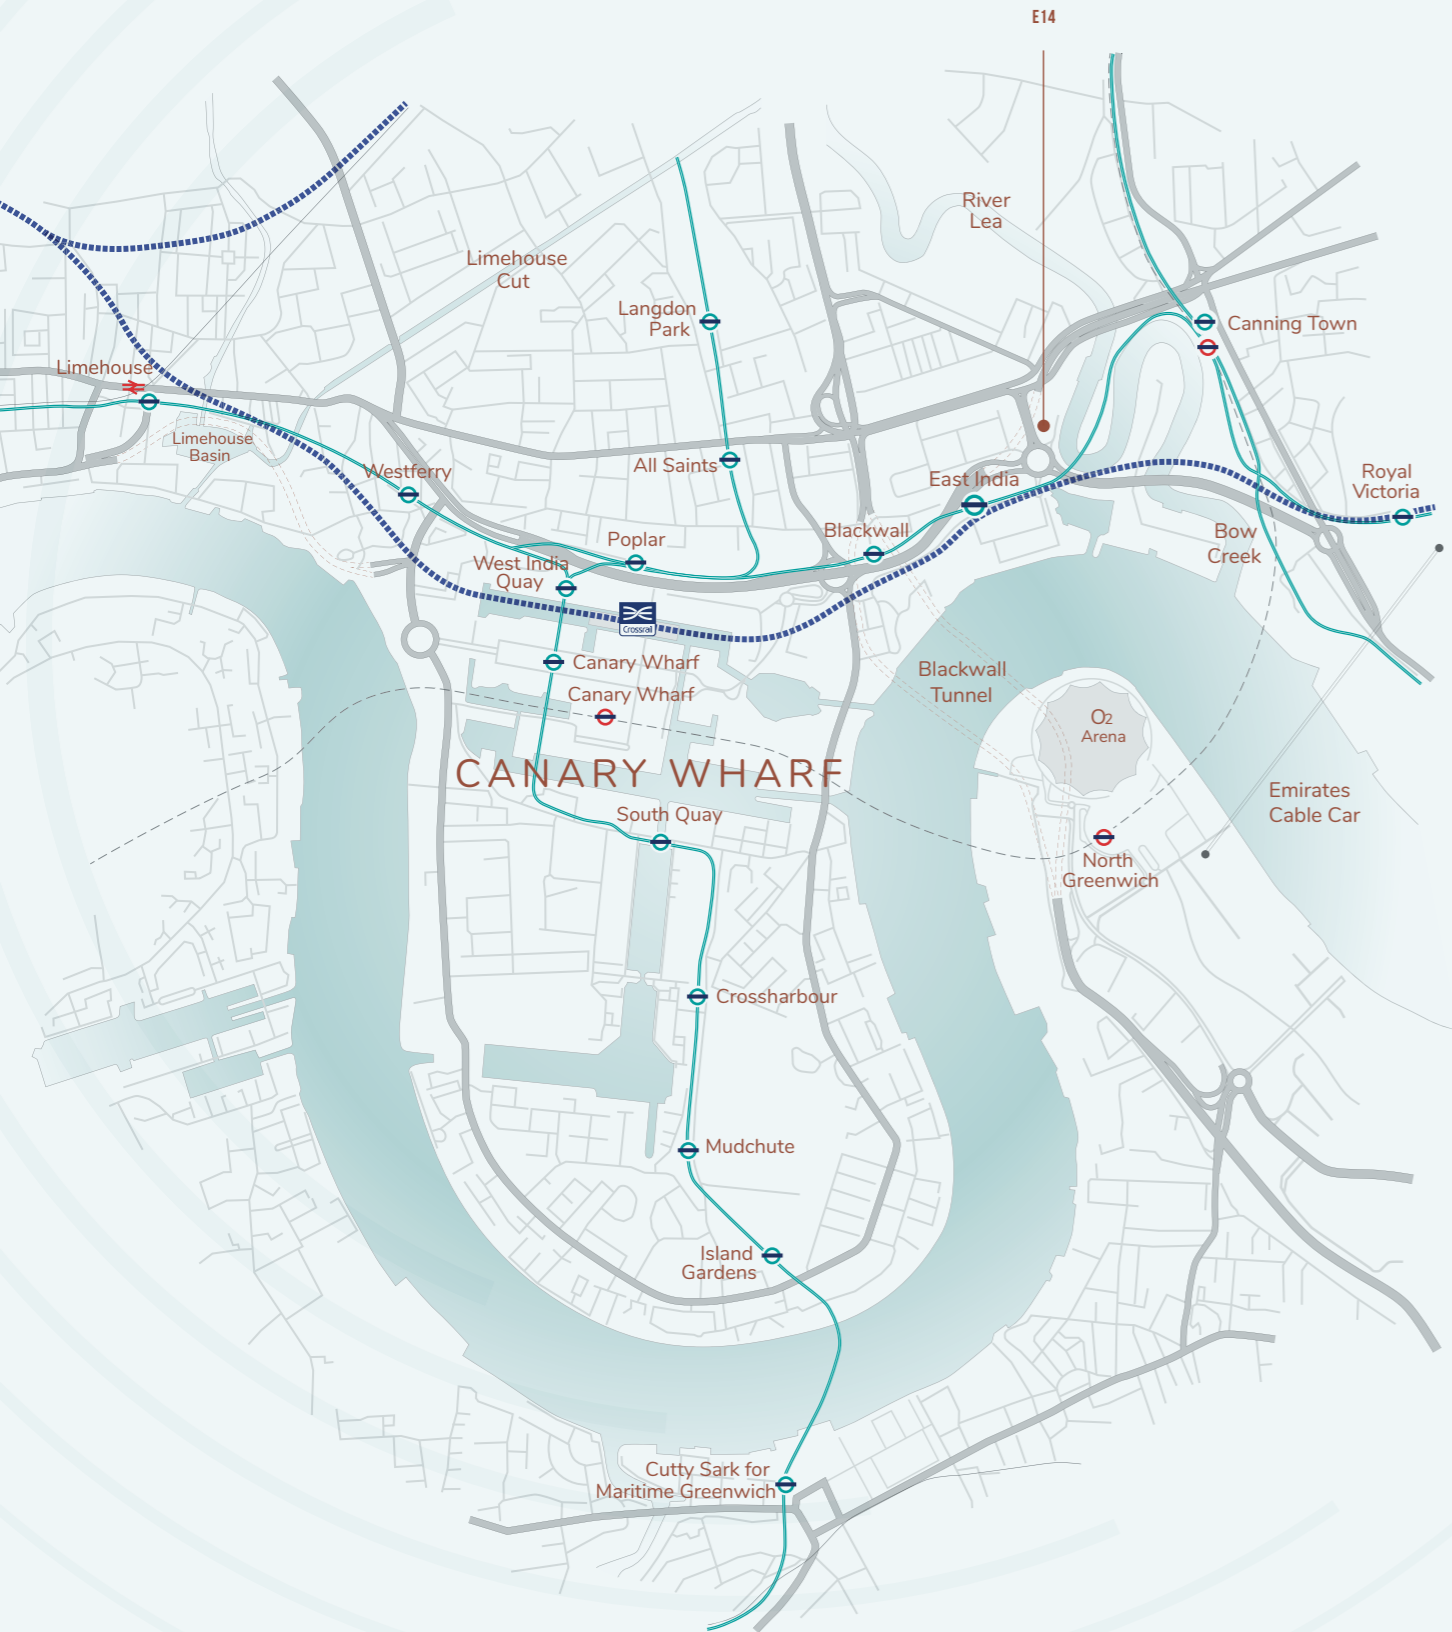 E14
River
Lea
Limehouse
Cut
Langdon
Park
Canning Town
Limehouse
Limehouse
Basin
All Saints
Westferry
East India
Royal
Victoria
Blackwall
Bow
Creek
Poplar
West India
Quay
Crossrail
Canary Wharf
Canary Wharf
Blackwall
Tunnel
O2
Arena
CANARY WHARF
Emirates
Cable Car
South Quay
North
Greenwich
Crossharbour
Mudchute
Island
Gardens
Cutty Sark for
Maritime Greenwich